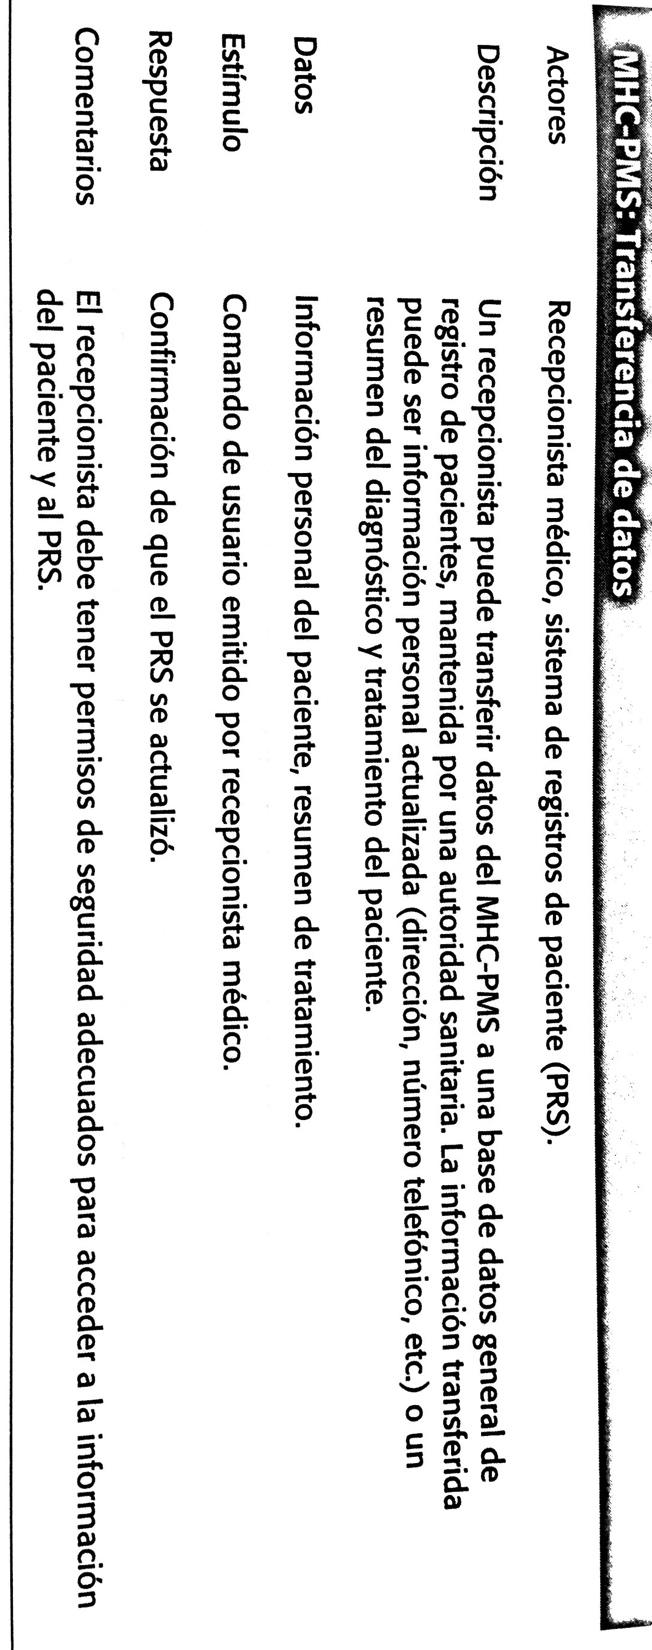 MHC-PMS: Transferencia de datos
Actores Recepcionista médico, sistema de registros de paciente (PRS).
Descripción Un recepcionista puede transferir datos del MHC-PMS a una base de datos general de
registro de pacientes, mantenida por una autoridad sanitaria. La información transferida
puede ser información personal actualizada (dirección, número telefónico, etc.) o un
resumen del diagnóstico y tratamiento del paciente.
Datos Información personal del paciente, resumen de tratamiento.
Estímulo Comando de usuario emitido por recepcionista médico.
Respuesta Confirmación de que el PRS se actualizó.
Comentarios El recepcionista debe tener permisos de seguridad adecuados para acceder a la información
del paciente y al PRS.